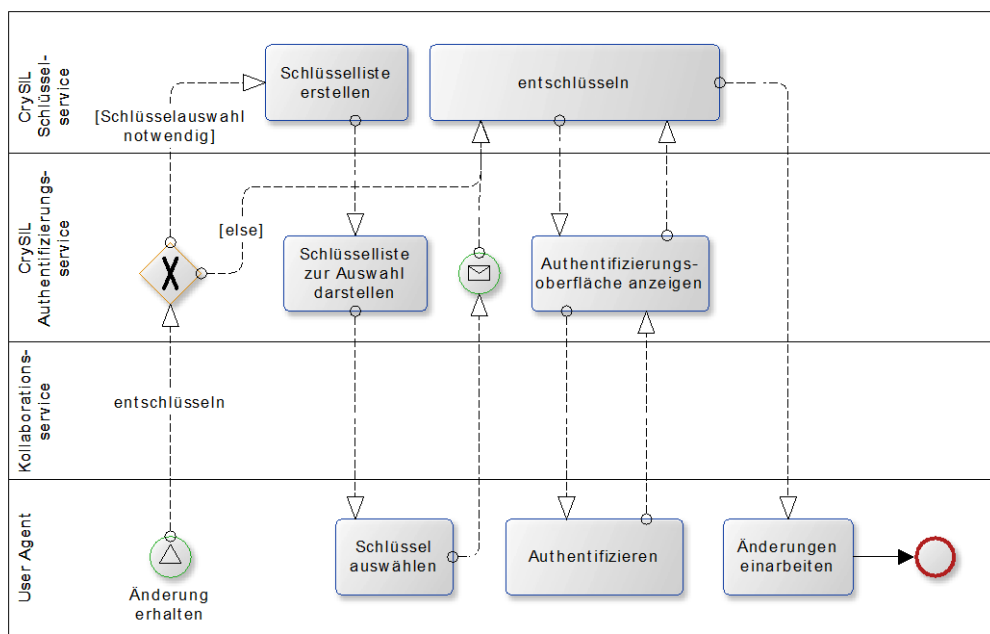 CrySIL
Schlüssel-
service
[Schlüsselauswahl
notwendig]
Schlüsselliste
erstellen
entschlüsseln
CrySIL
Authentifizierungs-
service
[else]
X
Schlüsselliste
zur Auswahl
darstellen
Authentifizierungs-
oberfläche anzeigen
Kollaborations-
service
entschlüsseln
User Agent
Änderung
erhalten
Schlüssel
auswählen
Authentifizieren
Änderungen
einarbeiten